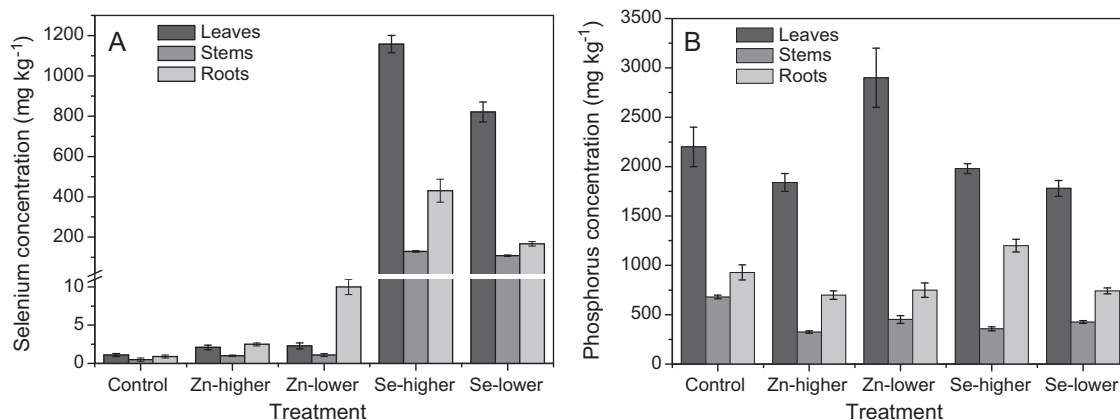 A
Leaves
Stems
Roots
Selenium concentration (mg kg⁻¹)
1200
1000
800
600
400
200
10
5
0
Control Zn-higher Zn-lower Se-higher Se-lower
Treatment
B
Leaves
Stems
Roots
Phosphorus concentration (mg kg⁻¹)
3500
3000
2500
2000
1500
1000
500
0
Control Zn-higher Zn-lower Se-higher Se-lower
Treatment